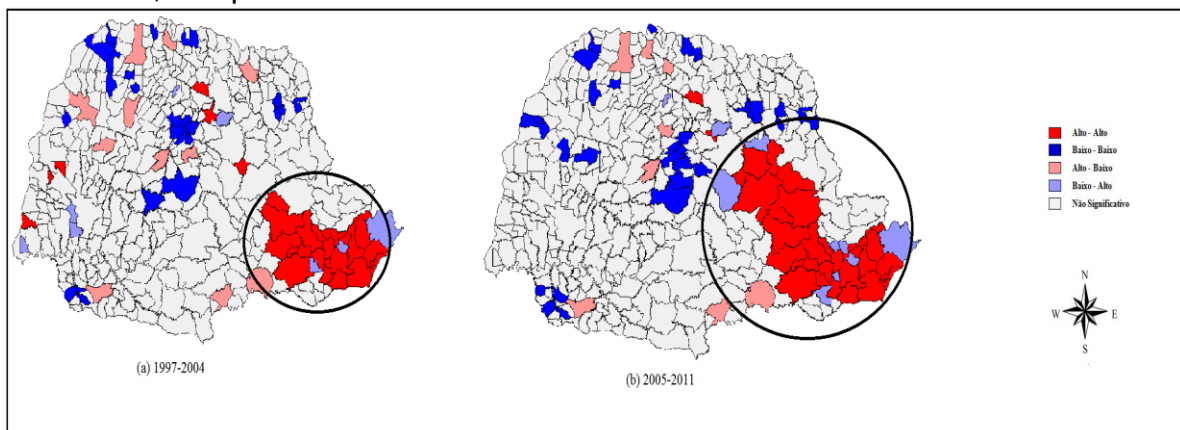 Alto - Alto
Baixo - Baixo
Alto - Baixo
Baixo - Alto
Não Significativo
N
W E
S
(a) 1997-2004
(b) 2005-2011